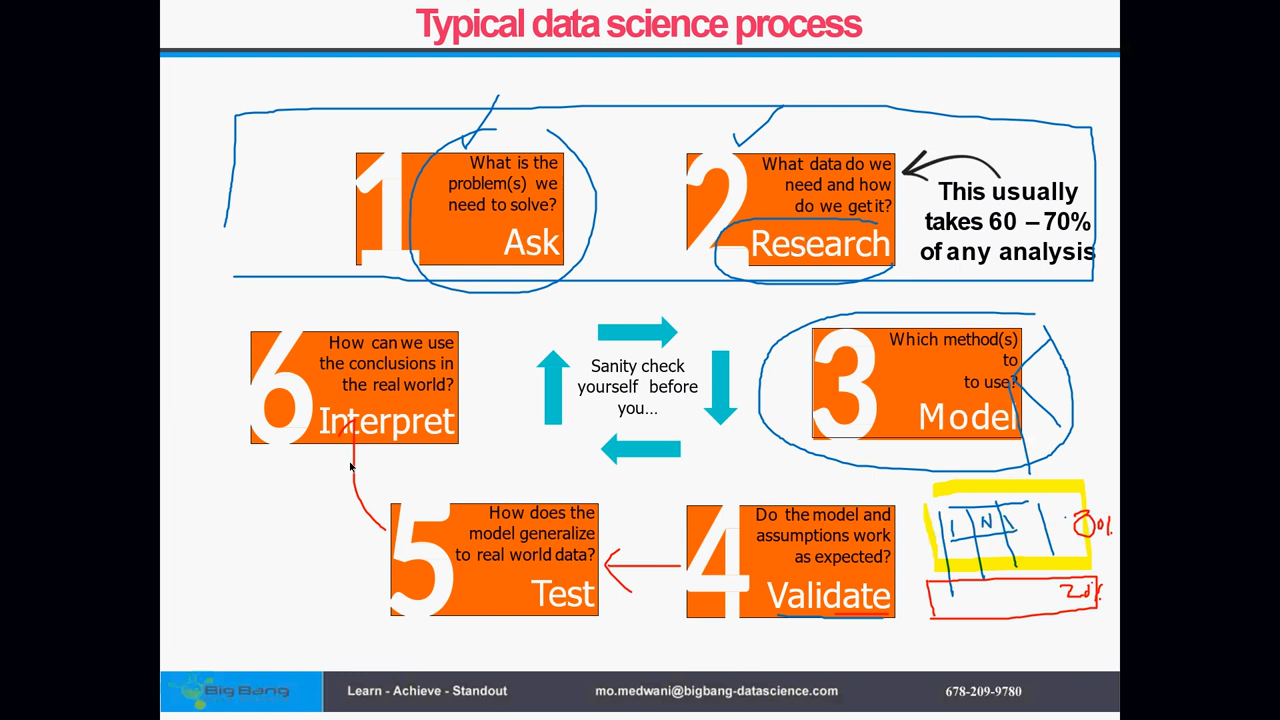 Typical data science process
1
What is the
problem(s) we
need to solve?
Ask
2
What data do we
need and how
do we get it?
Research
This usually
takes 60 – 70%
of any analysis
6
How can we use
the conclusions in
the real world?
Interpret
Sanity check
yourself before
you...
3
Which method(s)
to
to use?
Model
5
How does the
model generalize
to real world data?
Test
4
Do the model and
assumptions work
as expected?
Validate
20%
Big Bang
Learn - Achieve - Standout
mo.medwani@bigbang-datascience.com
678-209-9780